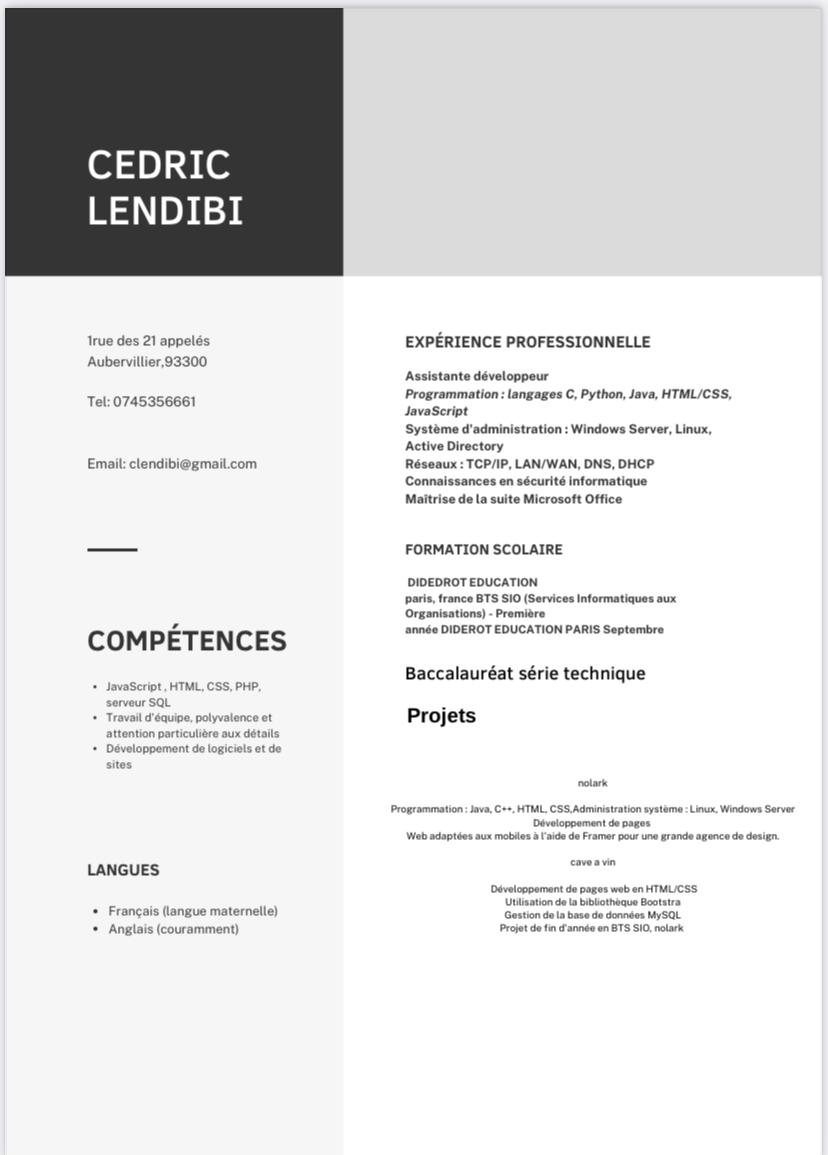 CEDRIC
LENDIBI
1rue des 21 appelés
Aubervillier,93300
Tel: 0745356661
Email: clendibi@gmail.com
COMPÉTENCES
• JavaScript , HTML, CSS, PHP,
serveur SQL
• Travail d'équipe, polyvalence et
attention particulière aux détails
• Développement de logiciels et de
sites
LANGUES
• Français (langue maternelle)
• Anglais (couramment)
EXPÉRIENCE PROFESSIONNELLE
Assistante développeur
Programmation : langages C, Python, Java, HTML/CSS,
JavaScript
Système d'administration : Windows Server, Linux,
Active Directory
Réseaux : TCP/IP, LAN/WAN, DNS, DHCP
Connaissances en sécurité informatique
Maîtrise de la suite Microsoft Office
FORMATION SCOLAIRE
DIDEDROT EDUCATION
paris, france BTS SIO (Services Informatiques aux
Organisations) - Première
année DIDEROT EDUCATION PARIS Septembre
Baccalauréat série technique
Projets
nolark
Programmation : Java, C++, HTML, CSS,Administration système : Linux, Windows Server
Développement de pages
Web adaptées aux mobiles à l'aide de Framer pour une grande agence de design.
cave a vin
Développement de pages web en HTML/CSS
Utilisation de la bibliothèque Bootstra
Gestion de la base de données MySQL
Projet de fin d'année en BTS SIO, nolark